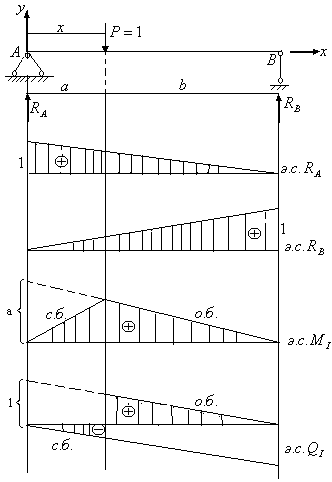 y
x
P = 1
A
B
x
a
b
R_A
R_B
1
э.с. R_A
1
э.с. R_B
a
с.б.
о.б.
э.с. M_I
1
о.б.
с.б.
э.с. Q_I